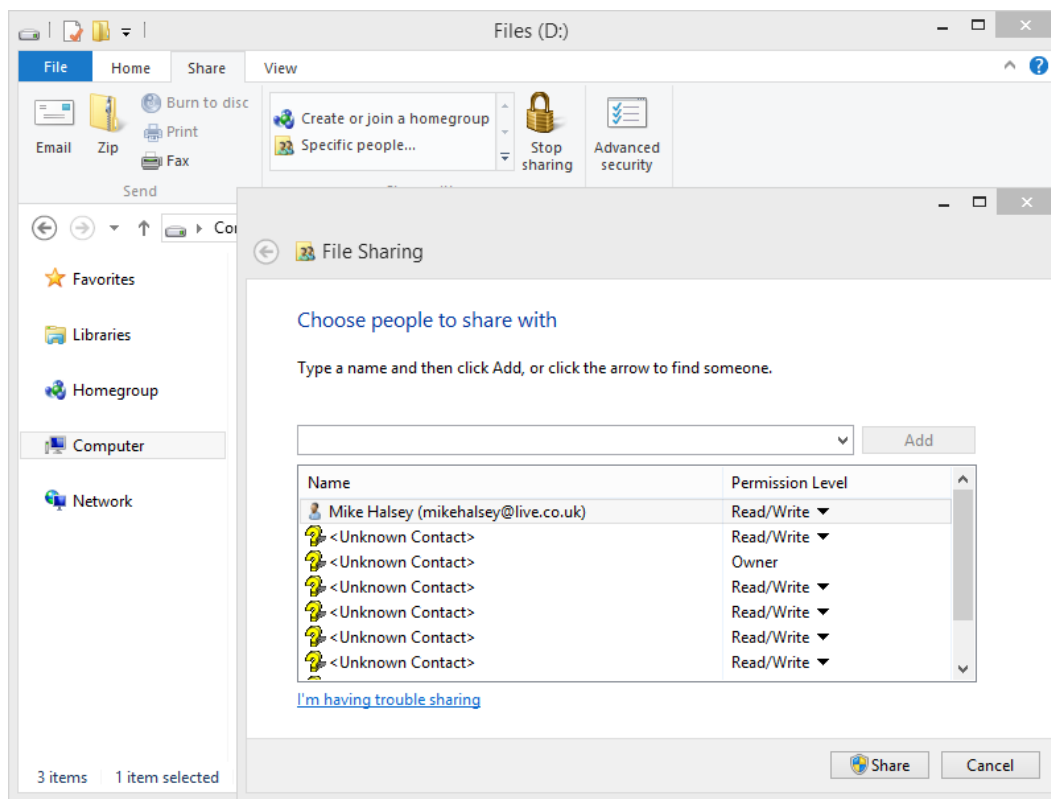 Files (D:)
File Home Share View
Burn to disc
Print
Fax
Email Zip
Send
Create or join a homegroup
Specific people...
Stop sharing
Advanced security
File Sharing
Favorites
Libraries
Homegroup
Computer
Network
Choose people to share with
Type a name and then click Add, or click the arrow to find someone.
Add
Name Permission Level
Mike Halsey (mikehalsey@live.co.uk) Read/Write
<Unknown Contact> Read/Write
<Unknown Contact> Owner
<Unknown Contact> Read/Write
<Unknown Contact> Read/Write
<Unknown Contact> Read/Write
<Unknown Contact> Read/Write
I'm having trouble sharing
Share Cancel
3 items 1 item selected